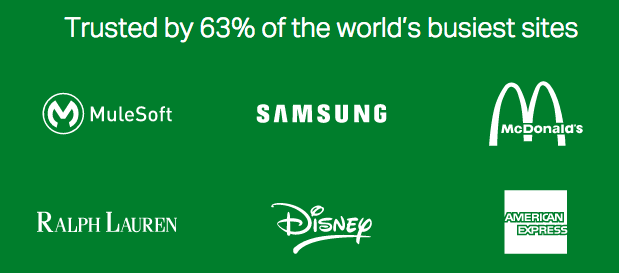 Trusted by 63% of the world's busiest sites
MuleSoft
SAMSUNG
McDonald's
RALPH LAUREN
DISNEY
AMERICAN
EXPRESS